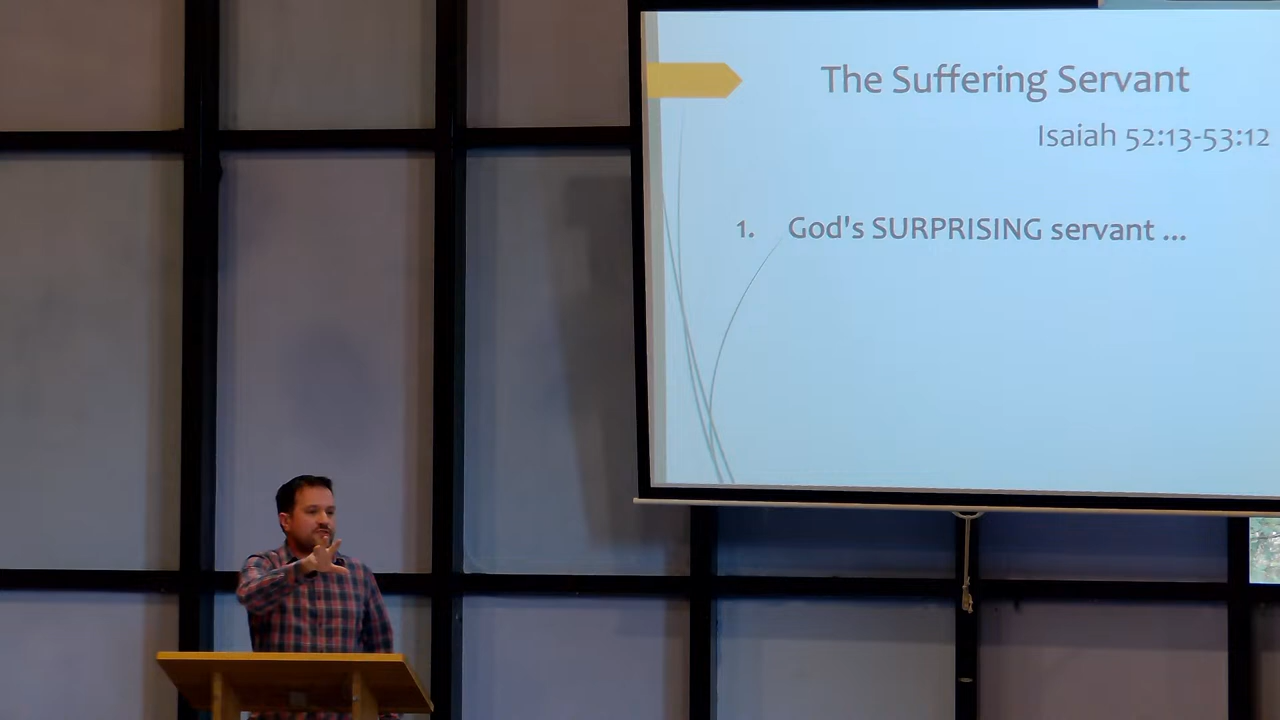 The Suffering Servant
Isaiah 52:13-53:12
1. God's SURPRISING servant ...